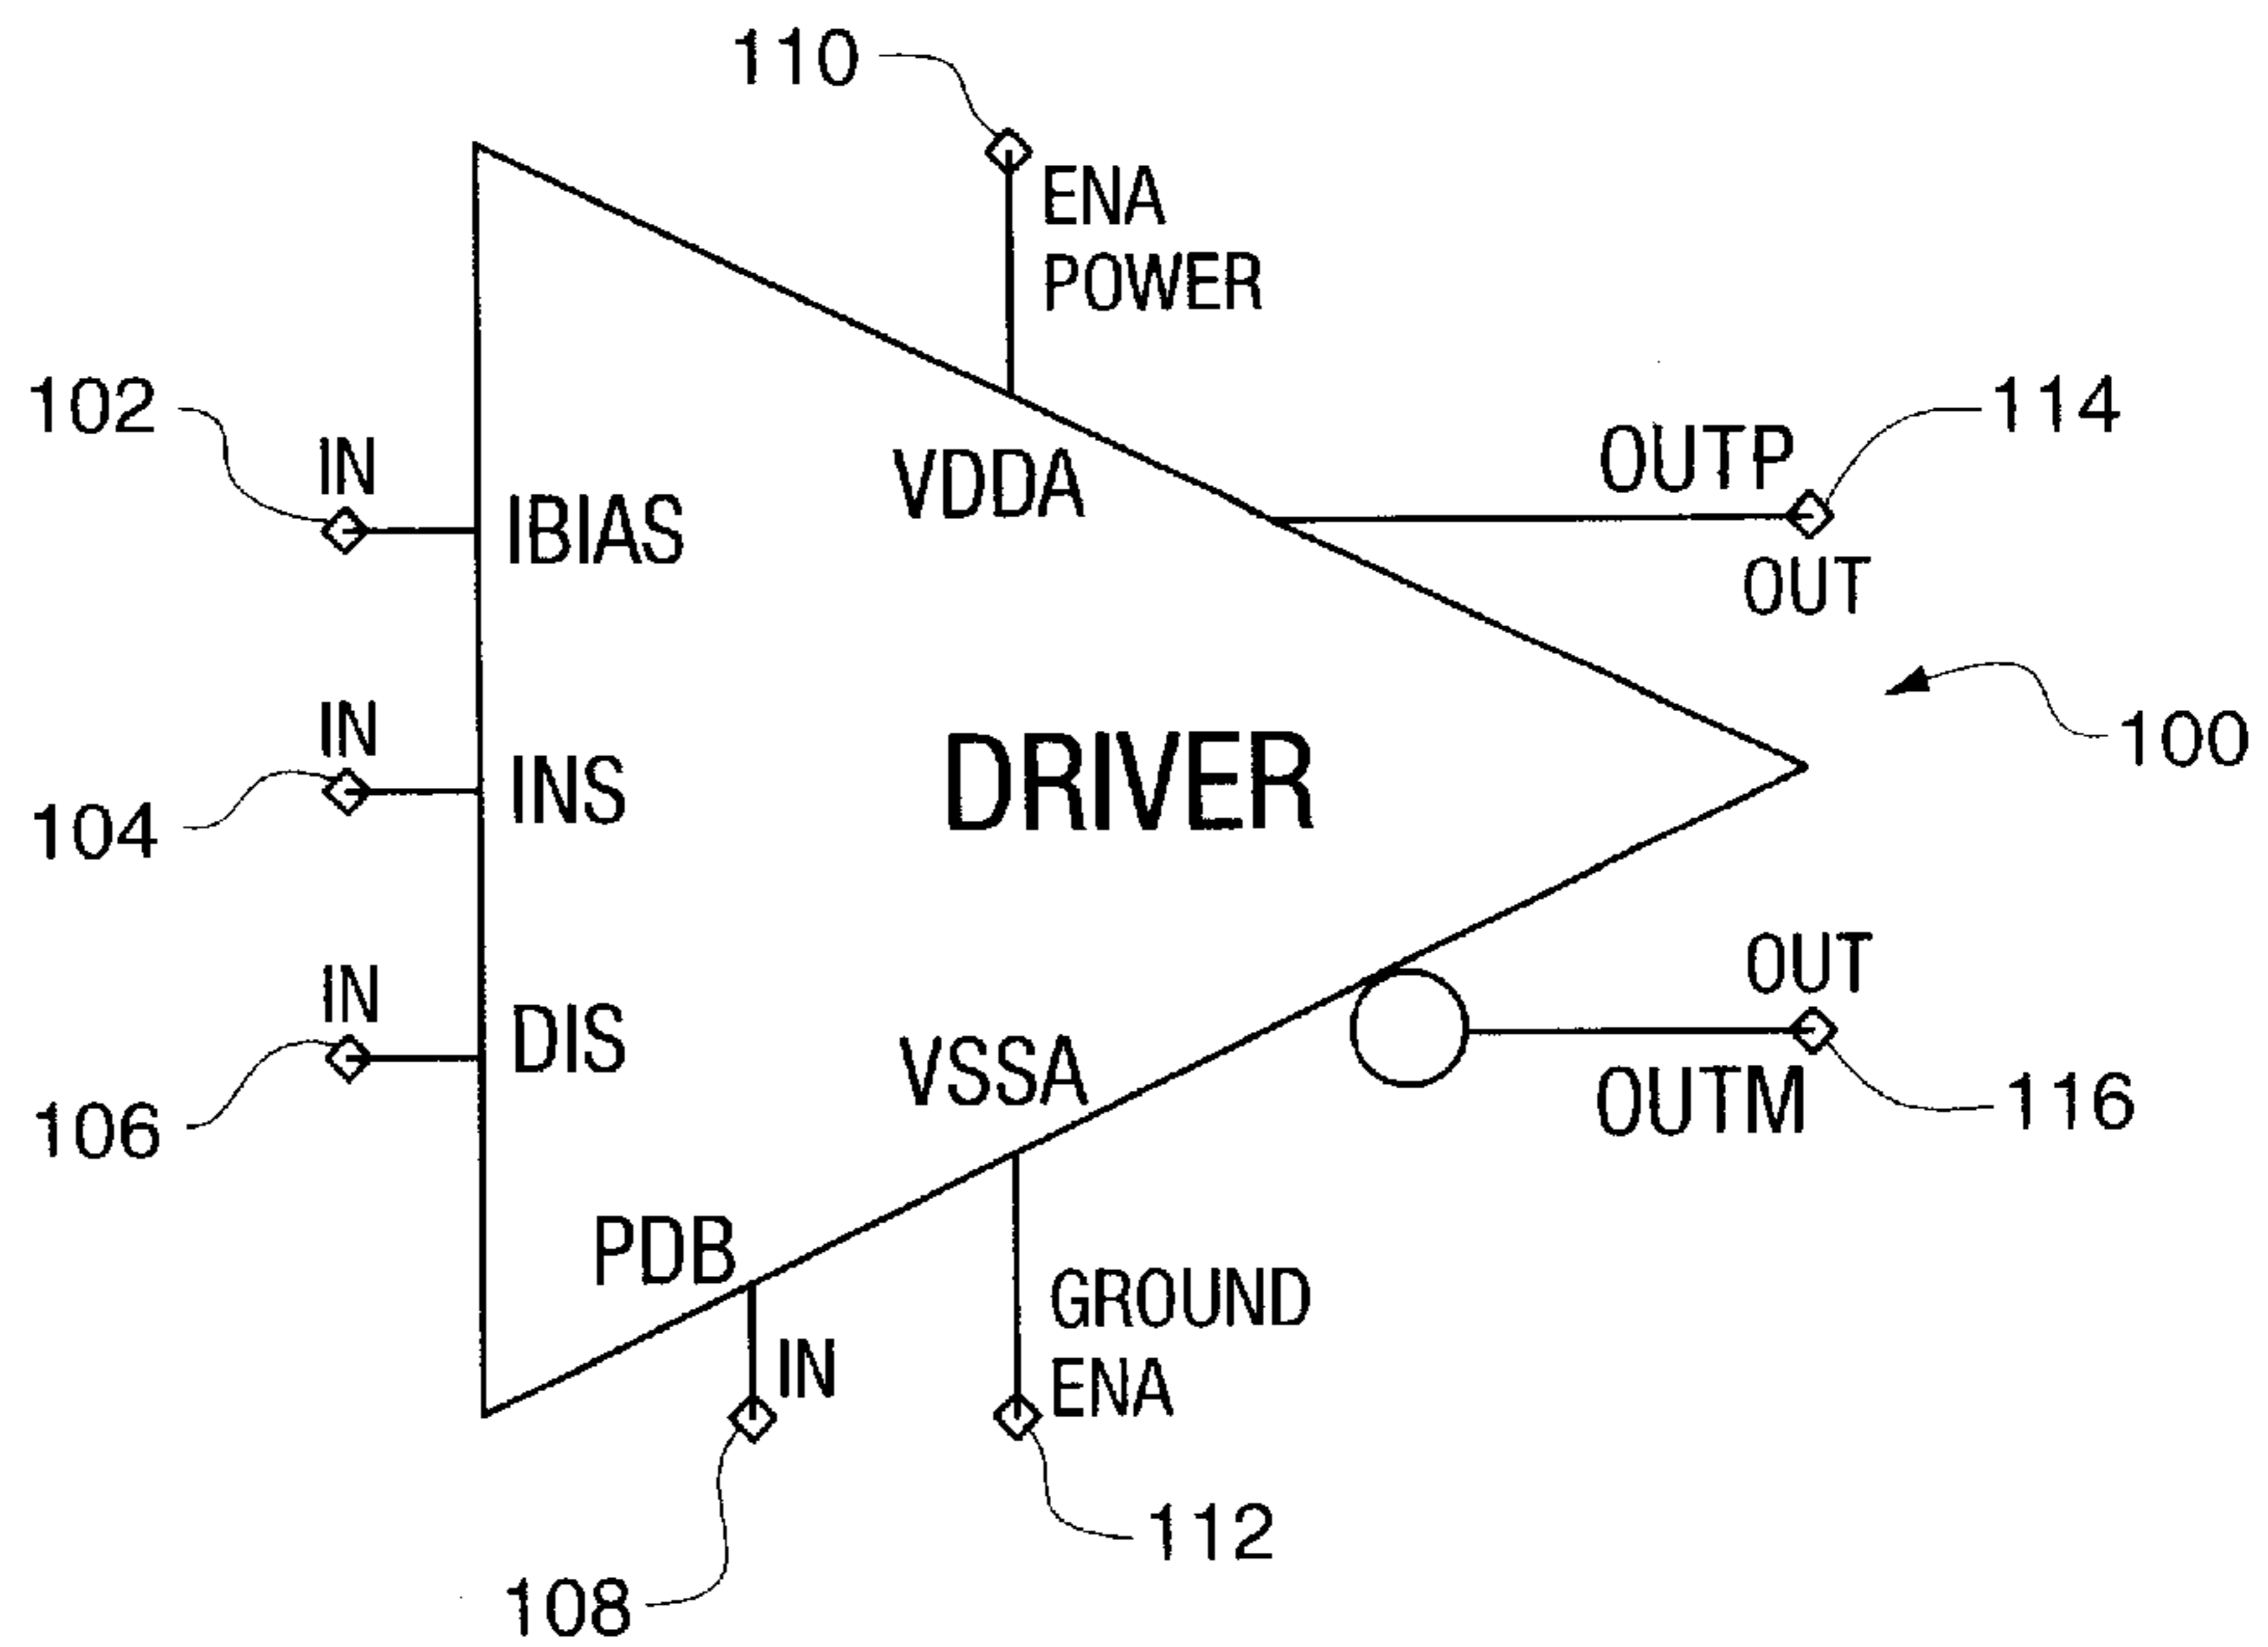 110
ENA
POWER
102
IN
IBIAS
VDDA
OUTP
114
OUT
IN
INS
104
DRIVER
100
IN
DIS
106
VSSA
OUT
OUTM
116
PDB
IN
GROUND
ENA
112
108